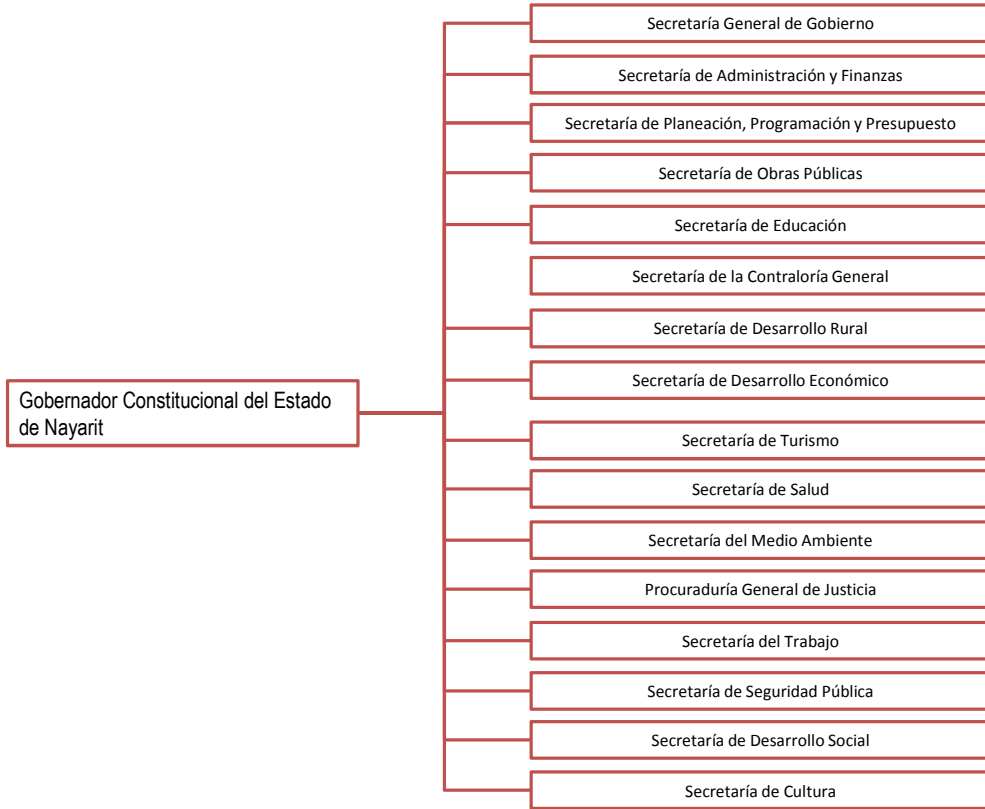 Gobernador Constitucional del Estado
de Nayarit
Secretaría General de Gobierno
Secretaría de Administración y Finanzas
Secretaría de Planeación, Programación y Presupuesto
Secretaría de Obras Públicas
Secretaría de Educación
Secretaría de la Contraloría General
Secretaría de Desarrollo Rural
Secretaría de Desarrollo Económico
Secretaría de Turismo
Secretaría de Salud
Secretaría del Medio Ambiente
Procuraduría General de Justicia
Secretaría del Trabajo
Secretaría de Seguridad Pública
Secretaría de Desarrollo Social
Secretaría de Cultura